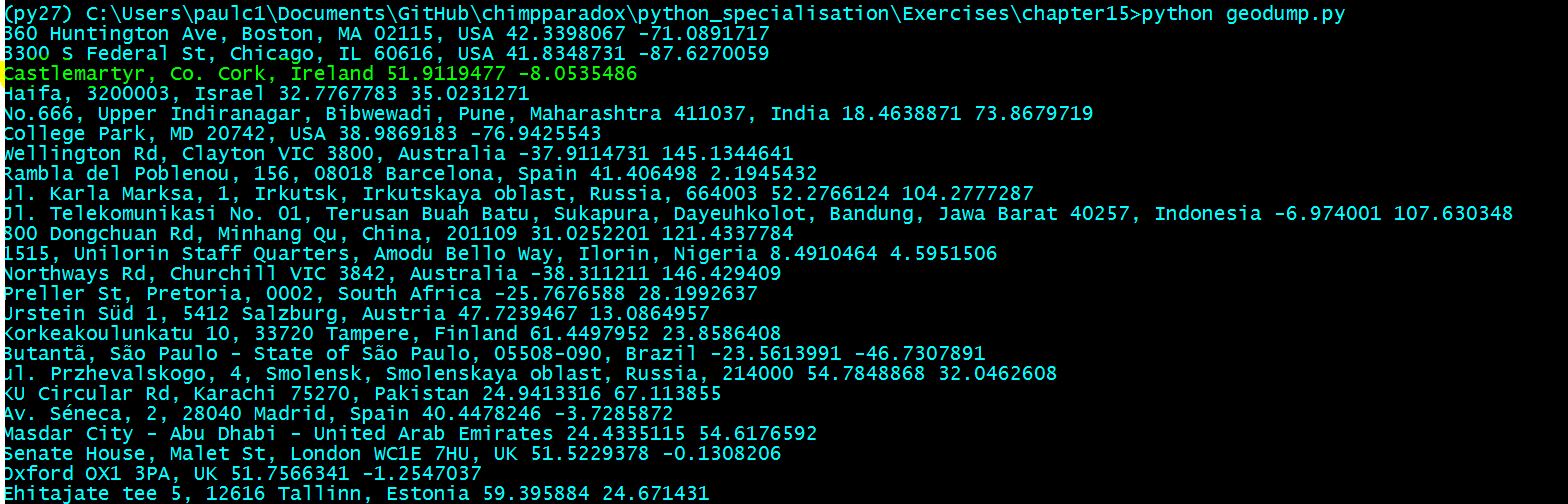 (py27) C:\Users\paulc1\Documents\GitHub\chimpparadox\python_specialisation\Exercises\chapter15>python geodump.py
360 Huntington Ave, Boston, MA 02115, USA 42.3398067 -71.0891717
3300 S Federal St, Chicago, IL 60616, USA 41.8348731 -87.6270059
Castlemartyr, Co. Cork, Ireland 51.9119477 -8.0535486
Haifa, 3200003, Israel 32.7767783 35.0231271
No.666, Upper Indiranagar, Bibwewadi, Pune, Maharashtra 411037, India 18.4638871 73.8679719
College Park, MD 20742, USA 38.9869183 -76.9425543
Wellington Rd, Clayton VIC 3800, Australia -37.9114731 145.1344641
Rambla del Poblenou, 156, 08018 Barcelona, Spain 41.406498 2.1945432
ul. Karla Marksa, 1, Irkutsk, Irkutskaya oblast, Russia, 664003 52.2766124 104.2777287
Jl. Telekomunikasi No. 01, Terusan Buah Batu, Sukapura, Dayeuhkolot, Bandung, Jawa Barat 40257, Indonesia -6.974001 107.630348
800 Dongchuan Rd, Minhang Qu, China, 201109 31.0252201 121.4337784
1515, Unilorin Staff Quarters, Amodu Bello Way, Ilorin, Nigeria 8.4910464 4.5951506
Northways Rd, Churchill VIC 3842, Australia -38.311211 146.429409
Preller St, Pretoria, 0002, South Africa -25.7676588 28.1992637
Urstein Süd 1, 5412 Salzburg, Austria 47.7239467 13.0864957
Korkeakoulunkatu 10, 33720 Tampere, Finland 61.4497952 23.8586408
Butantã, São Paulo - State of São Paulo, 05508-090, Brazil -23.5613991 -46.7307891
ul. Przhevalskogo, 4, Smolensk, Smolenskaya oblast, Russia, 214000 54.7848868 32.0462608
KU Circular Rd, Karachi 75270, Pakistan 24.9413316 67.113855
Av. Séneca, 2, 28040 Madrid, Spain 40.4478246 -3.7285872
Masdar City - Abu Dhabi - United Arab Emirates 24.4335115 54.6176592
Senate House, Malet St, London WC1E 7HU, UK 51.5229378 -0.1308206
Oxford OX1 3PA, UK 51.7566341 -1.2547037
Ehitajate tee 5, 12616 Tallinn, Estonia 59.395884 24.671431